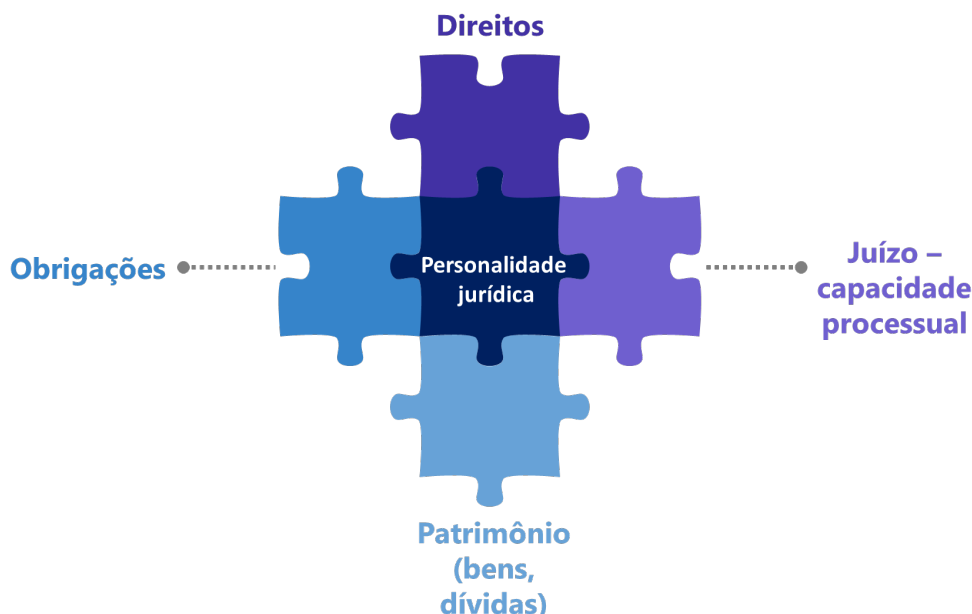 Direitos
Obrigações
Personalidade
jurídica
Juízo –
capacidade
processual
Patrimônio
(bens,
dívidas)